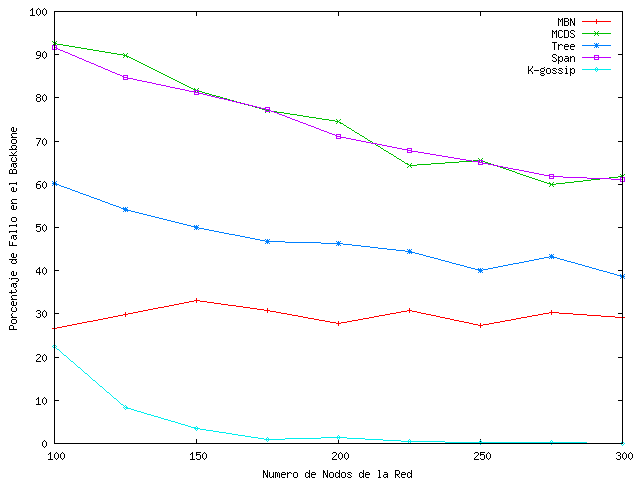 Porcentaje de Fallo en el Backbone
100
90
80
70
60
50
40
30
20
10
0
MBN
MCDS
Tree
Span
K-gossip
100 150 200 250 300
Numero de Nodos de la Red